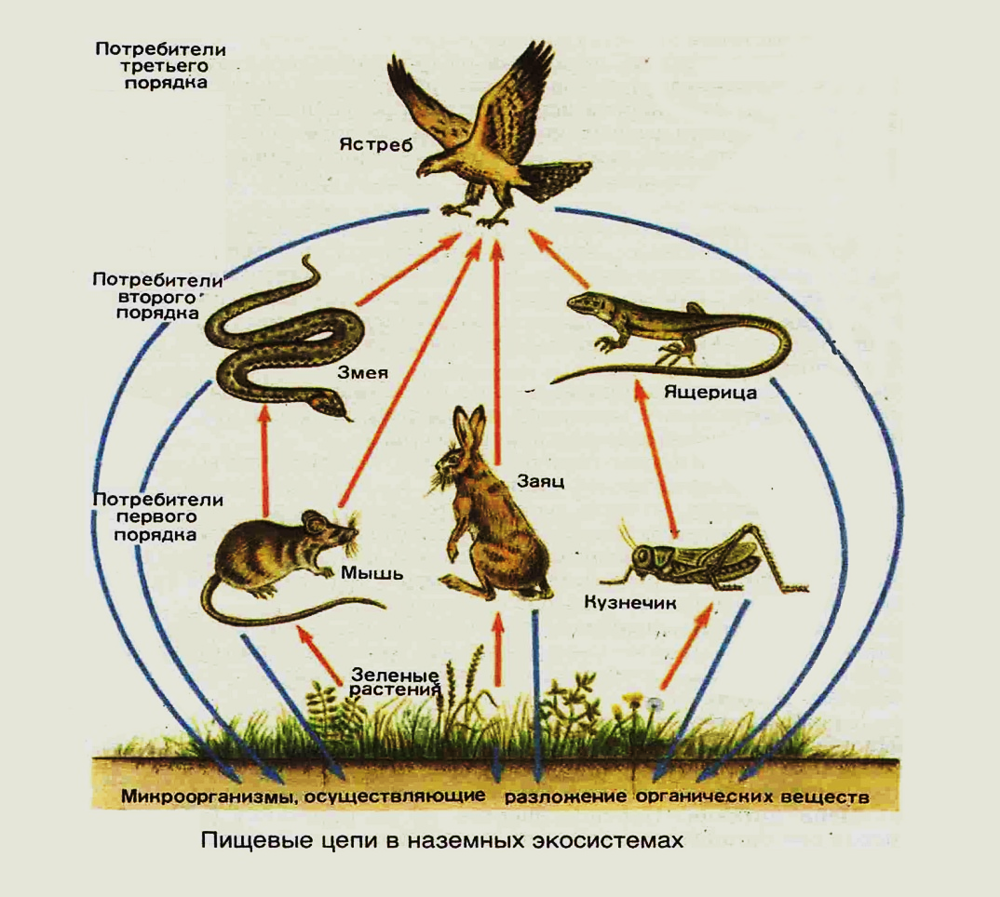 Потребители
третьего
порядка
Ястреб
Потребители
второго
порядка
Змея
Ящерица
Потребители
первого
порядка
Заяц
Мышь
Кузнечик
Зеленые
растения
Микроорганизмы, осуществляющие разложение органических веществ
Пищевые цепи в наземных экосистемах